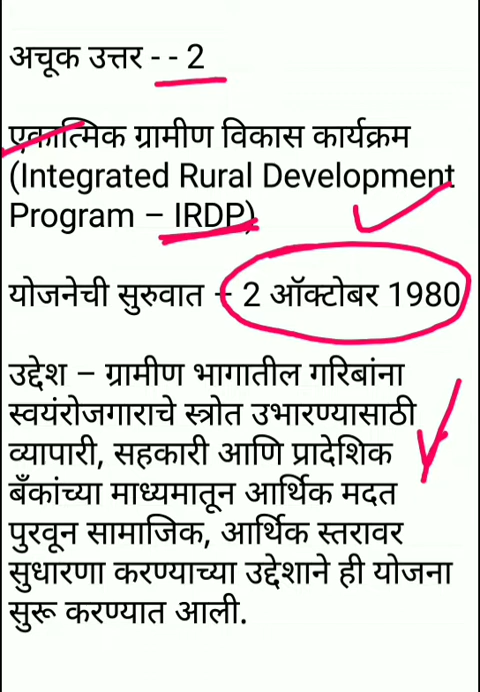 अचूक उत्तर - - 2
एकात्मिक ग्रामीण विकास कार्यक्रम
(Integrated Rural Development
Program – IRDP)
योजनेची सुरुवात – 2 ऑक्टोबर 1980
उद्देश – ग्रामीण भागातील गरिबांना
स्वयंरोजगाराचे स्त्रोत उभारण्यासाठी
व्यापारी, सहकारी आणि प्रादेशिक
बँकांच्या माध्यमातून आर्थिक मदत
पुरवून सामाजिक, आर्थिक स्तरावर
सुधारणा करण्याच्या उद्देशाने ही योजना
सुरू करण्यात आली.